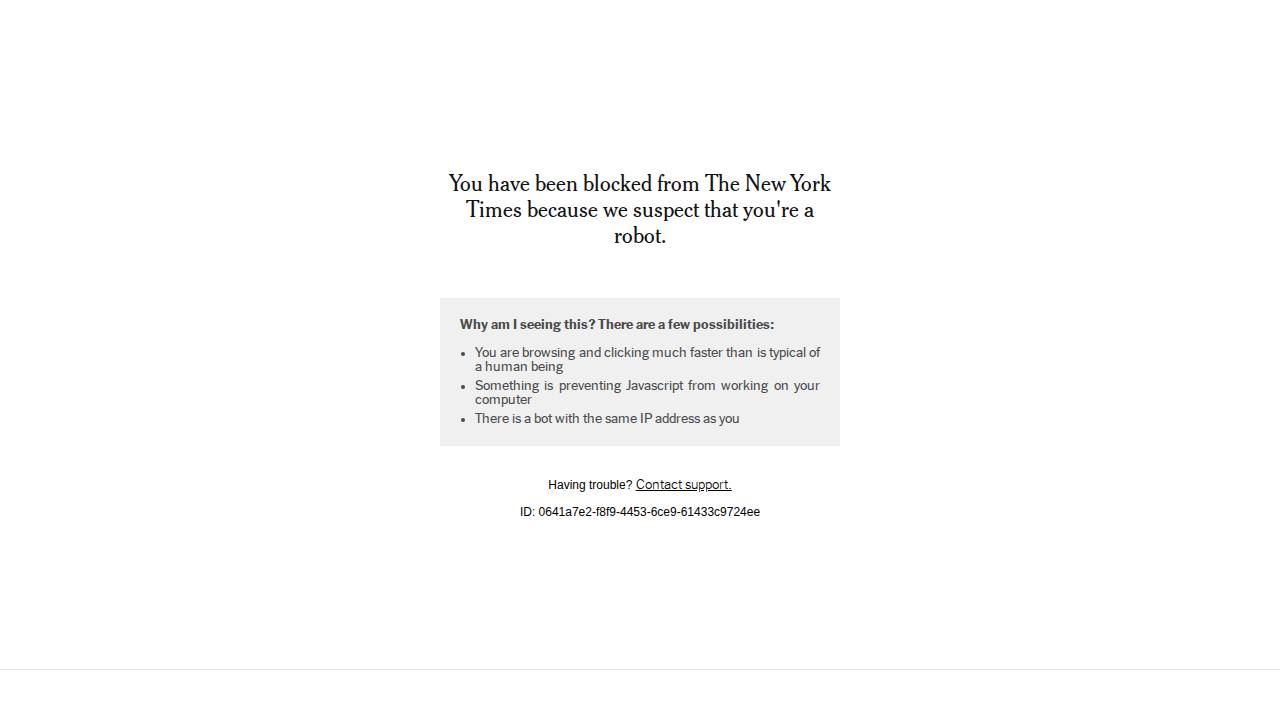 You have been blocked from The New York
Times because we suspect that you're a
robot.
Why am I seeing this? There are a few possibilities:
• You are browsing and clicking much faster than is typical of
a human being
• Something is preventing Javascript from working on your
computer
• There is a bot with the same IP address as you
Having trouble? Contact support.
ID: 0641a7e2-f8f9-4453-6ce9-61433c9724ee